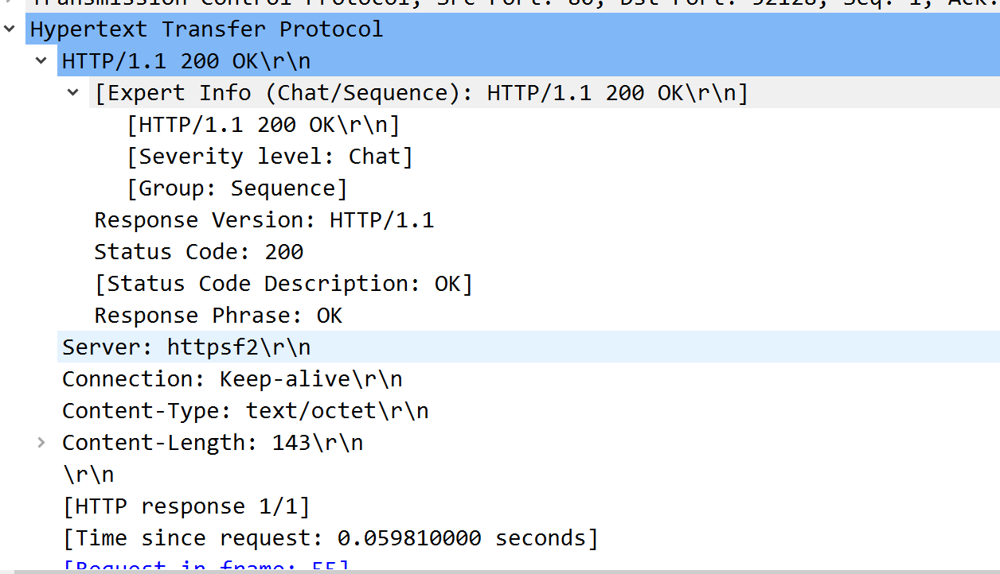 Transmission Control Protocol, Src Port: 80, Dst Port: 52128, Seq: 1, Ack:
Hypertext Transfer Protocol
HTTP/1.1 200 OK\r\n
[Expert Info (Chat/Sequence): HTTP/1.1 200 OK\r\n]
[HTTP/1.1 200 OK\r\n]
[Severity level: Chat]
[Group: Sequence]
Response Version: HTTP/1.1
Status Code: 200
[Status Code Description: OK]
Response Phrase: OK
Server: httpsf2\r\n
Connection: Keep-alive\r\n
Content-Type: text/octet\r\n
Content-Length: 143\r\n
\r\n
[HTTP response 1/1]
[Time since request: 0.059810000 seconds]
[Request in frame: 55]